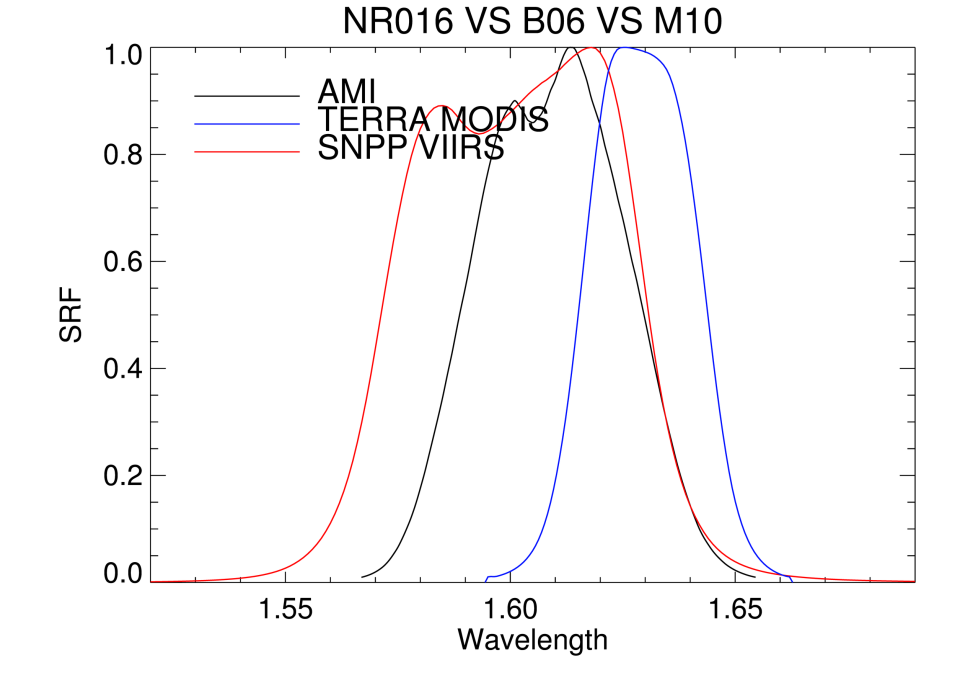 NR016 VS B06 VS M10
AMI
TERRA MODIS
SNPP VIIRS
1.0
0.8
0.6
0.4
0.2
0.0
SRF
1.55 1.60 1.65
Wavelength